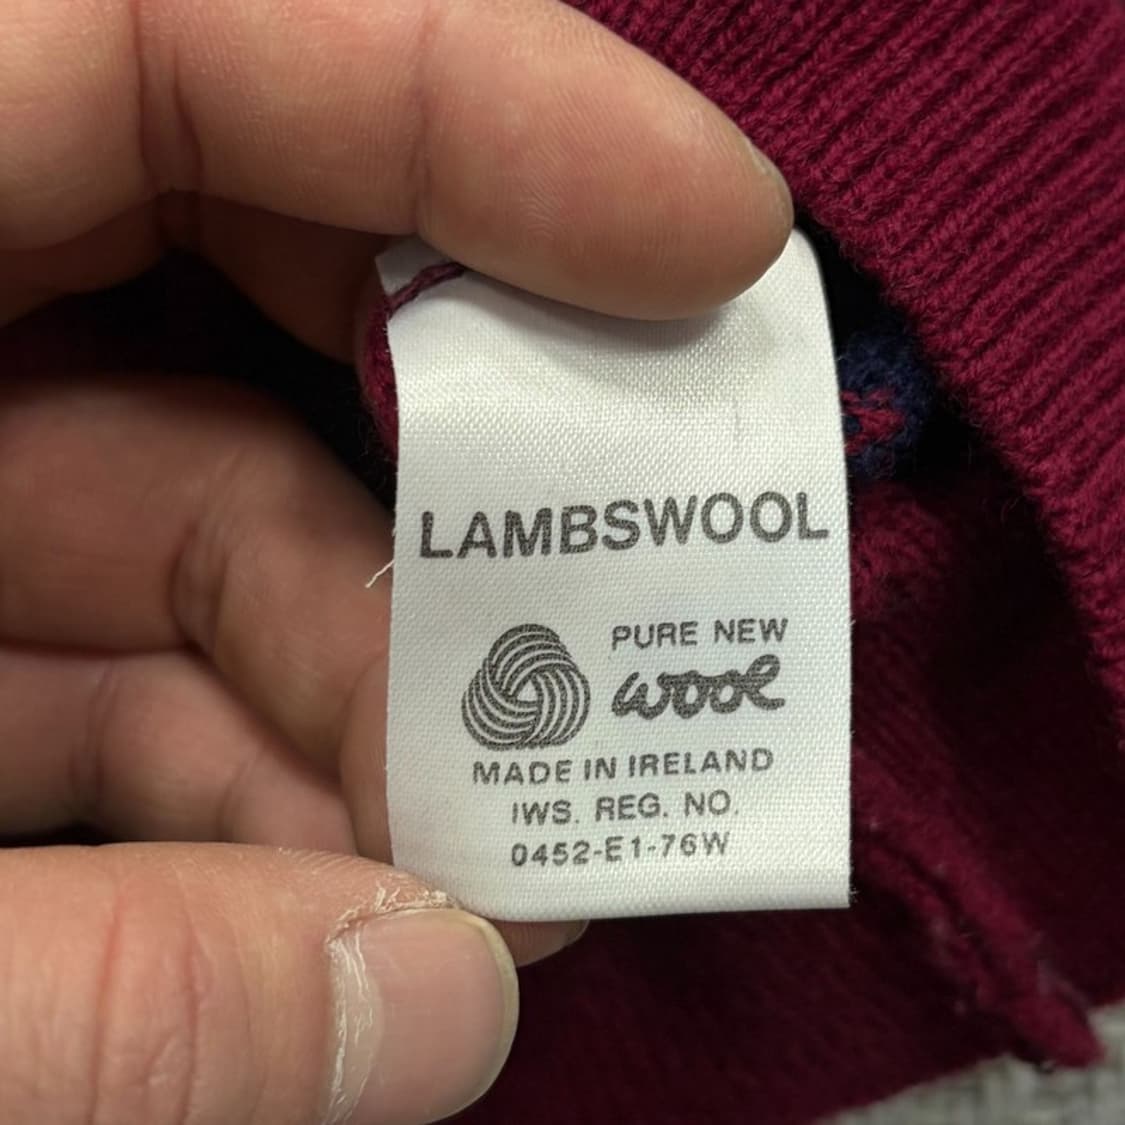 LAMBSWOOL
PURE NEW
wool
MADE IN IRELAND
IWS. REG. NO.
0452-E1-76W